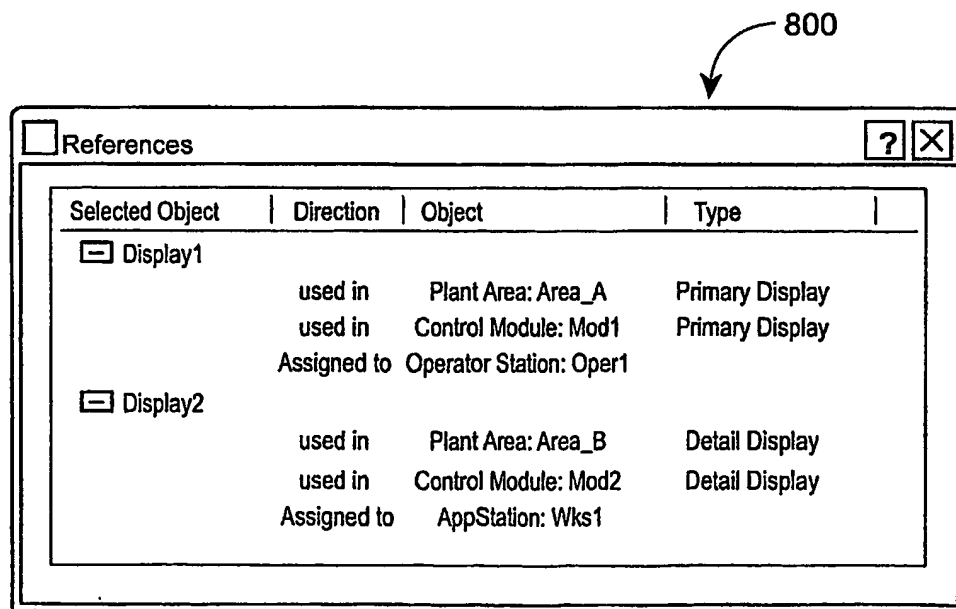 800
References ?
Selected Object Direction Object Type
Display1
used in Plant Area: Area_A Primary Display
used in Control Module: Mod1 Primary Display
Assigned to Operator Station: Oper1
Display2
used in Plant Area: Area_B Detail Display
used in Control Module: Mod2 Detail Display
Assigned to AppStation: Wks1